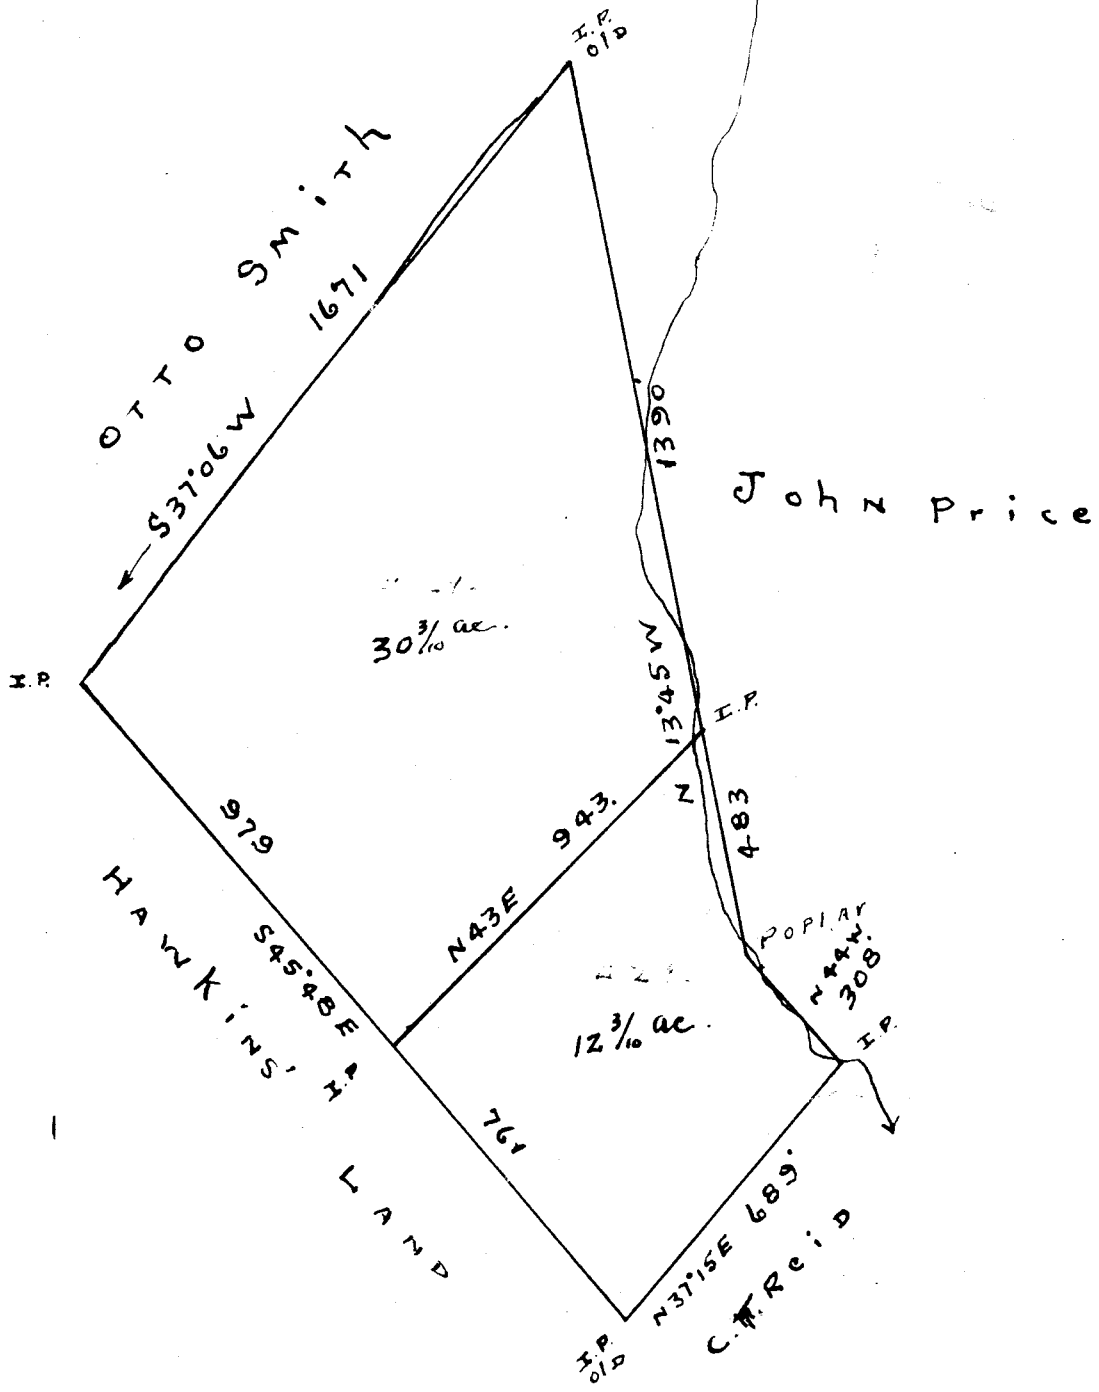 I.P.
OLD
OTTO SMITH
1671
S37°06W
1390
John Price
30 3/10 ac.
I.P.
N 13°45W
I.P.
979
943.
483
HAWKINS' LAND
N43E
S45°48E
POPLAR
N44W.
308
12 3/10 ac.
I.P.
I.P.
761
689
N37°15E
Reid
I.P.
OLD